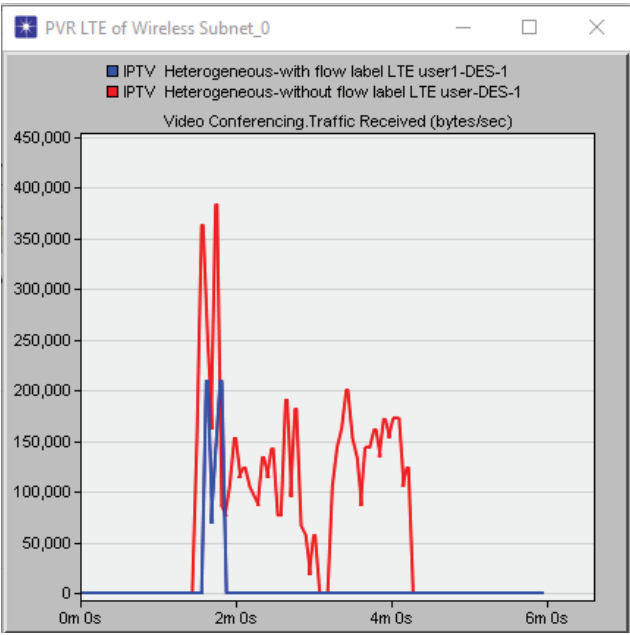 PVR LTE of Wireless Subnet_0
IPTV Heterogeneous-with flow label LTE user1-DES-1
IPTV Heterogeneous-without flow label LTE user-DES-1
Video Conferencing.Traffic Received (bytes/sec)
450,000
400,000
350,000
300,000
250,000
200,000
150,000
100,000
50,000
0
0m 0s 2m 0s 4m 0s 6m 0s